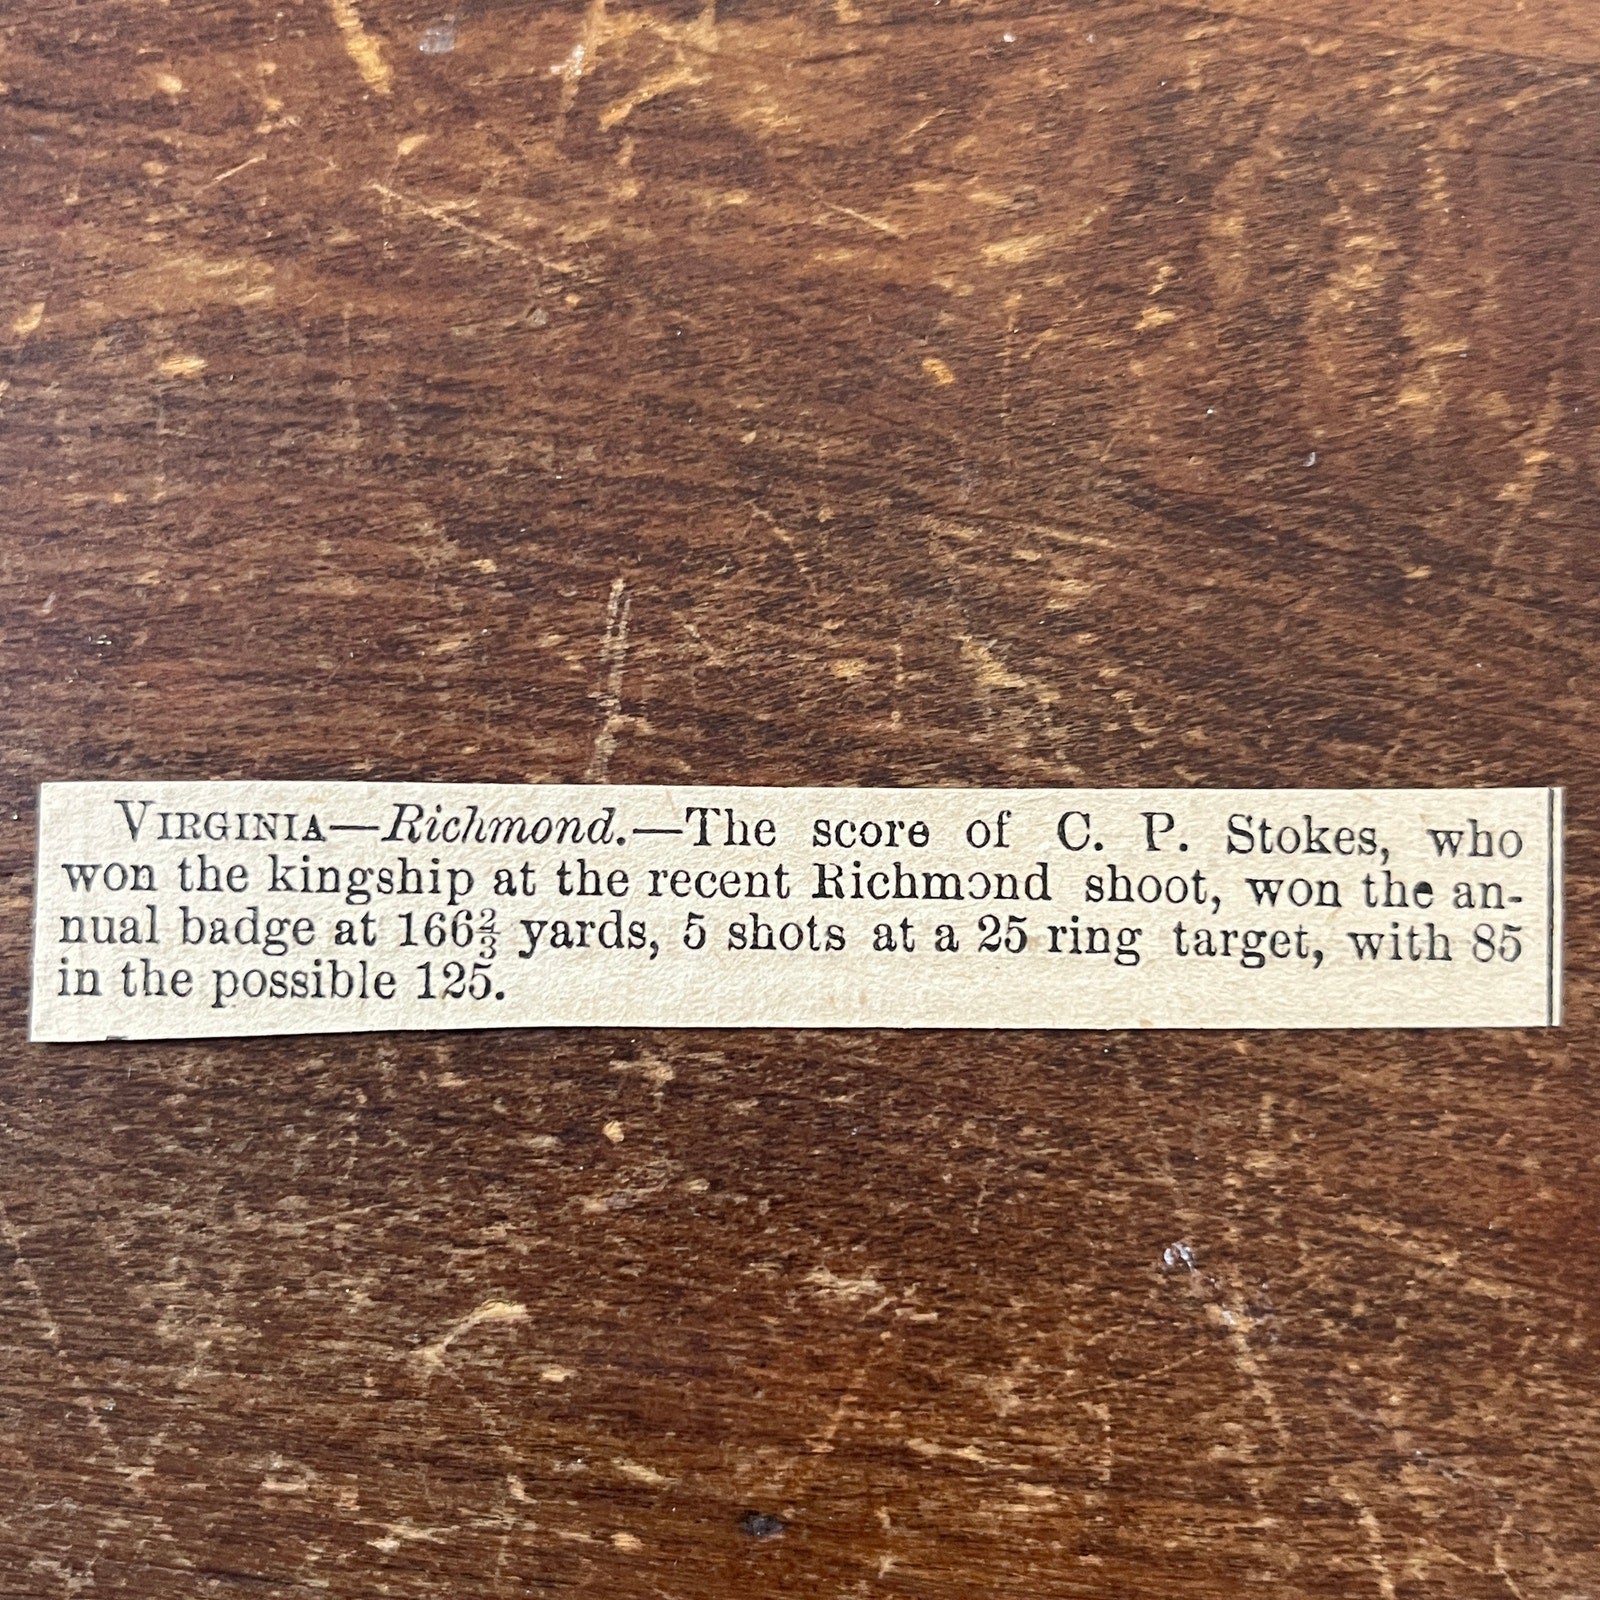 VIRGINIA—Richmond.—The score of C. P. Stokes, who
won the kingship at the recent Richmond shoot, won the an-
nual badge at 166⅔ yards, 5 shots at a 25 ring target, with 85
in the possible 125.